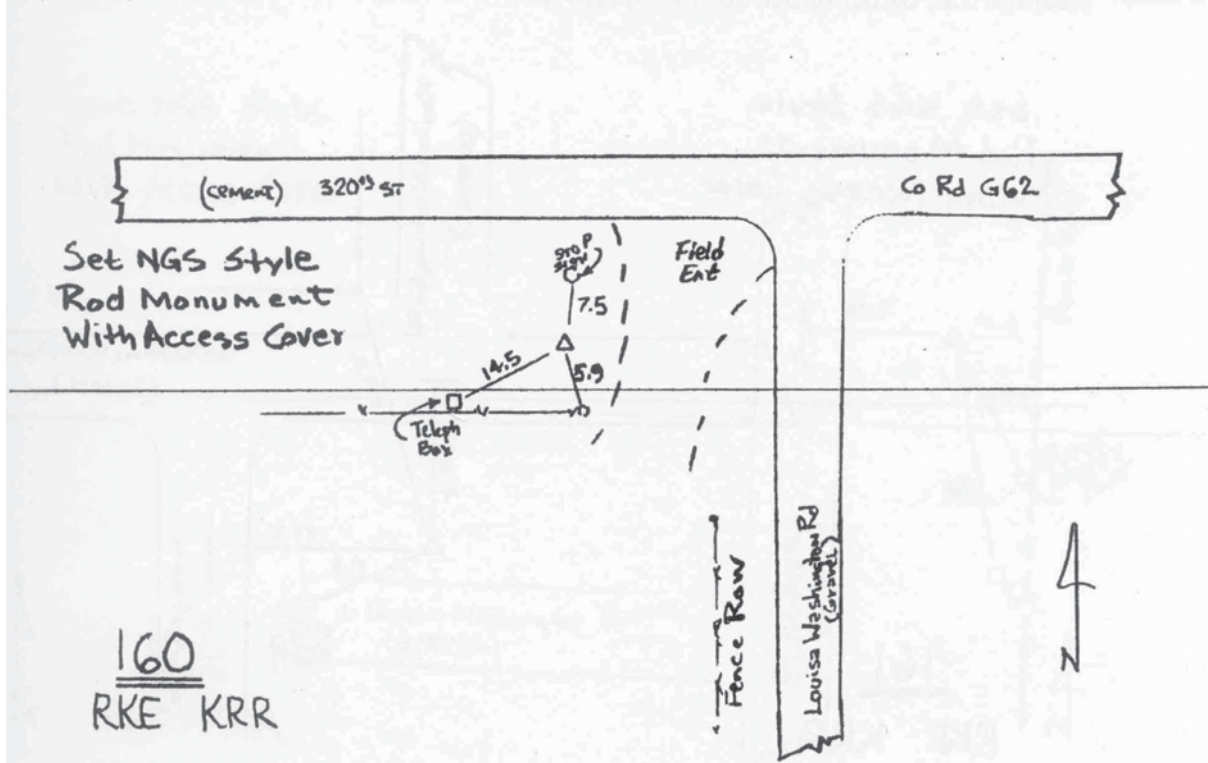 (CEMENT) 320th ST
Co Rd G62
Set NGS Style
Rod Monument
With Access Cover
STOP
SIGN
Field
Ent
7.5
14.5
5.9
Teleph
Box
Fence Row
Louisa Washington Rd
(Gravel)
N
160
RKE KRR